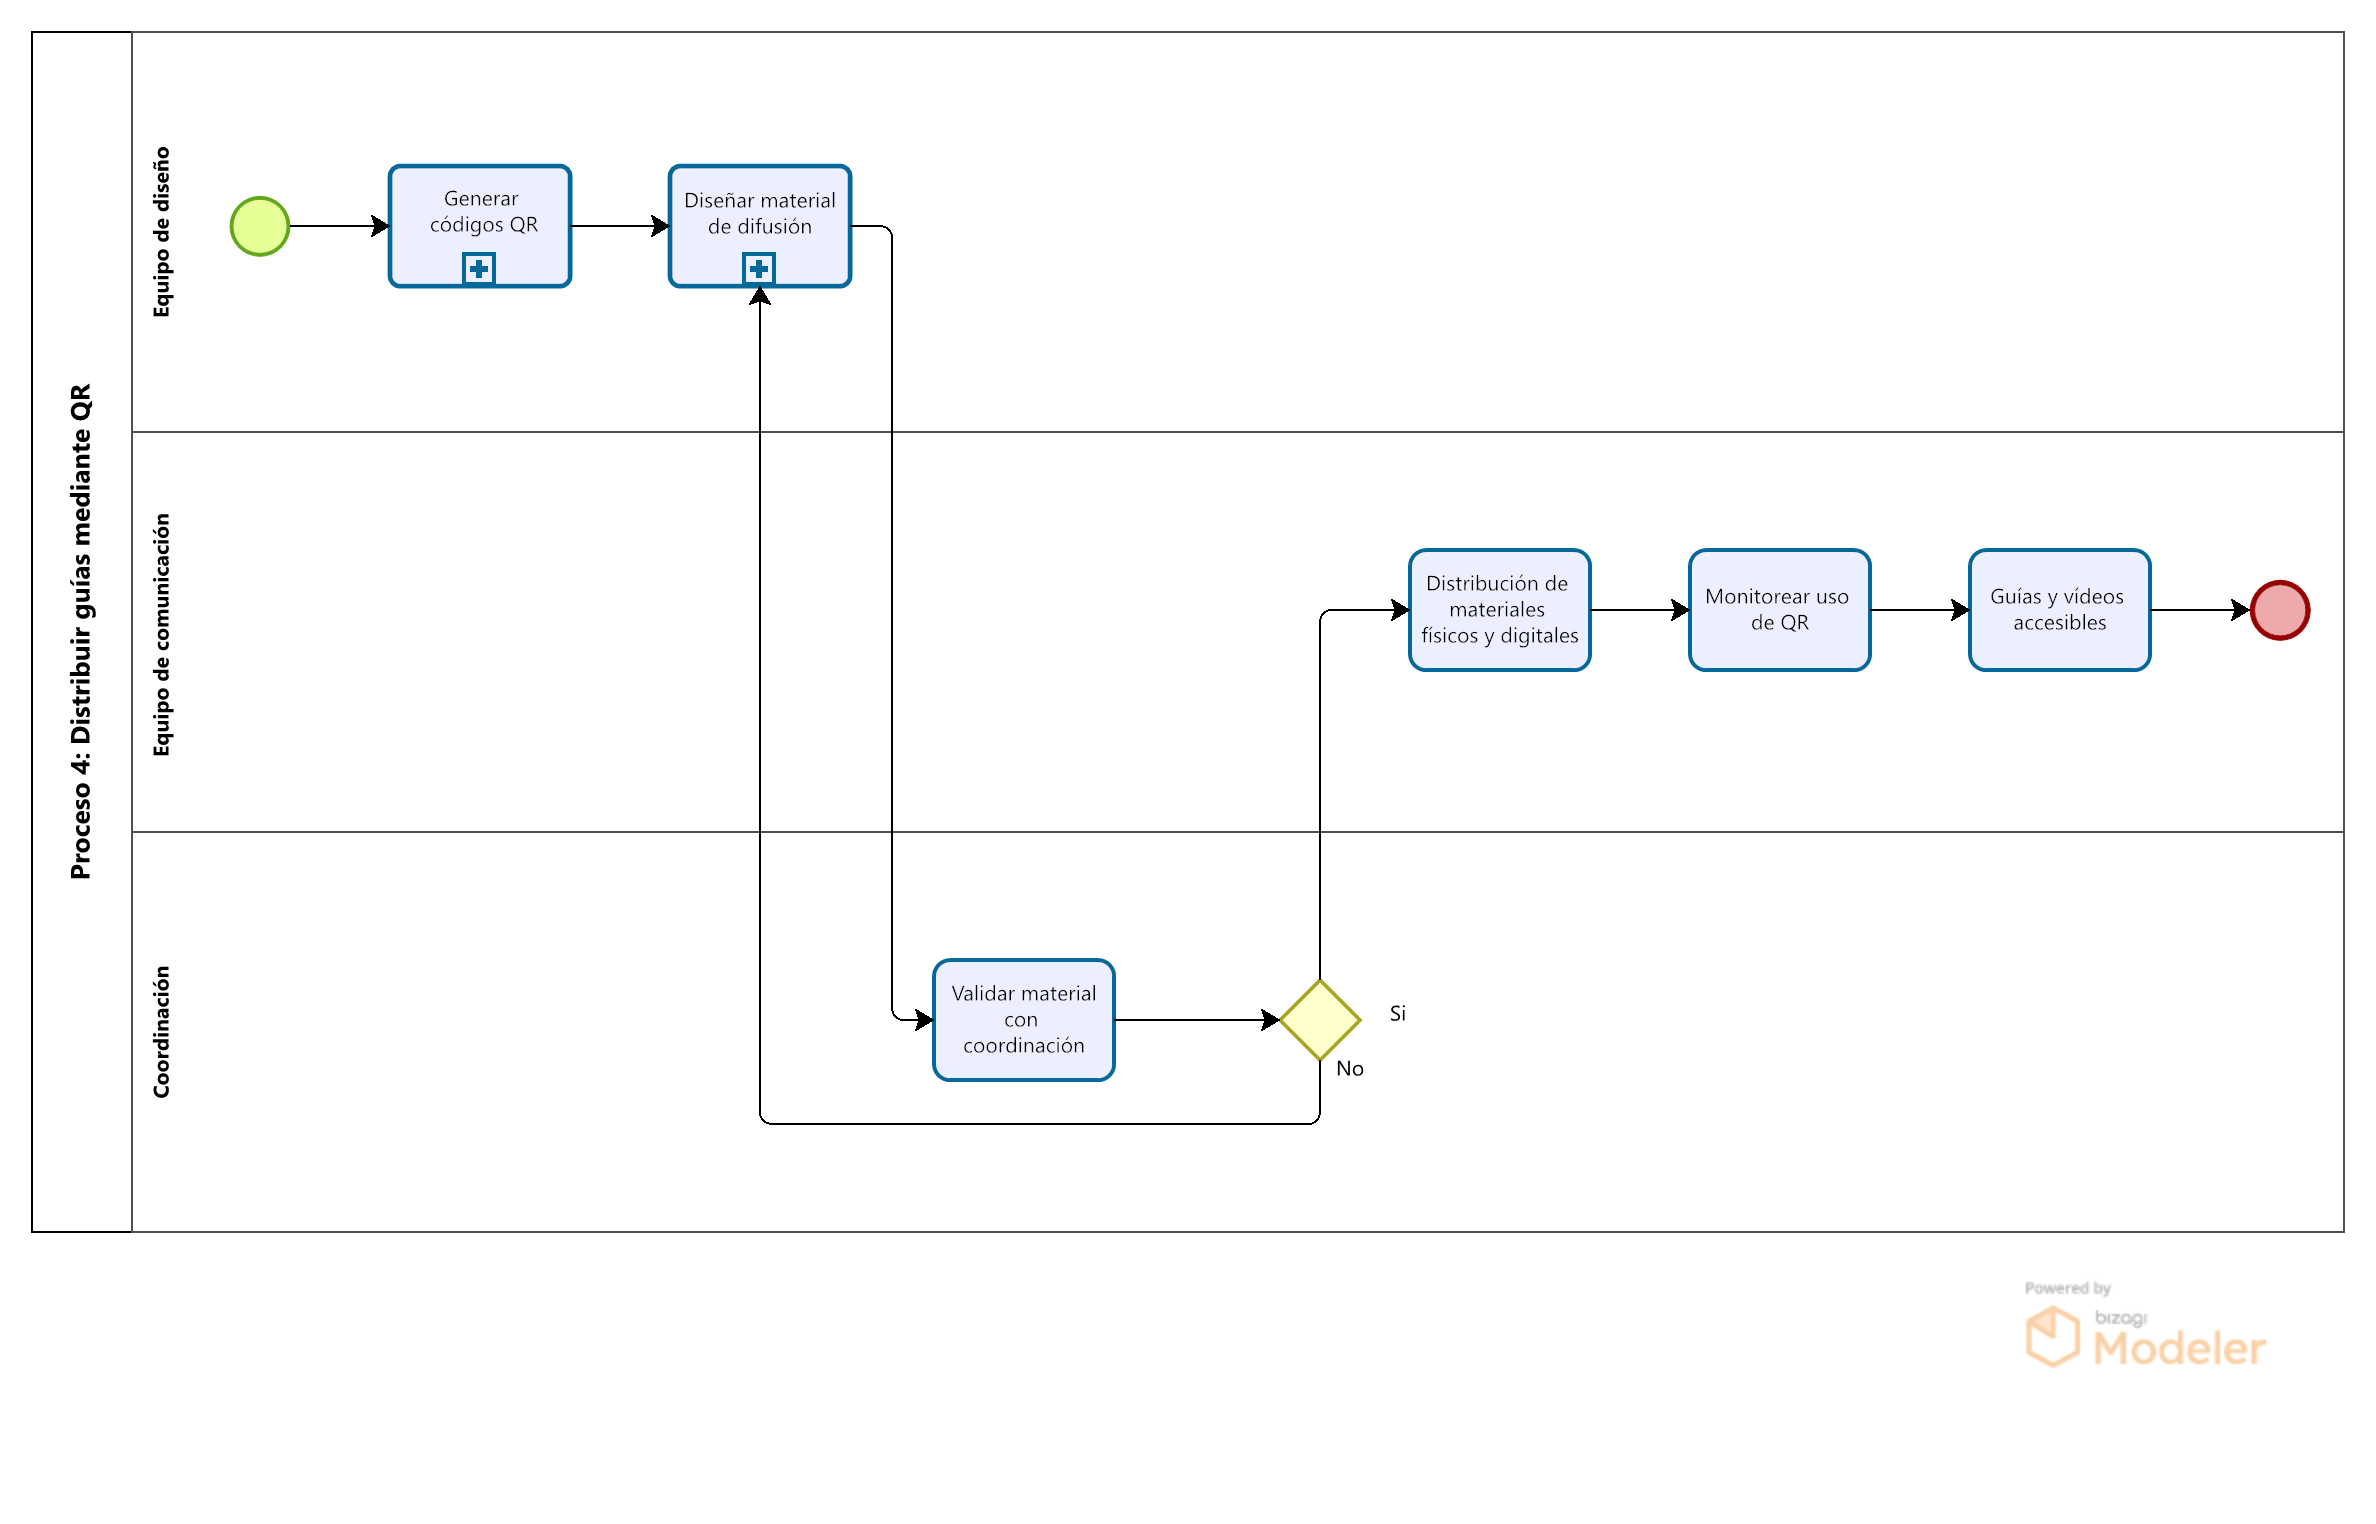 Proceso 4: Distribuir guías mediante QR
Equipo de diseño
Generar
códigos QR
Diseñar material
de difusión
Equipo de comunicación
Distribución de
materiales
físicos y digitales
Monitorear uso
de QR
Guías y vídeos
accesibles
Coordinación
Validar material
con
coordinación
Si
No
Powered by
bizagi
Modeler